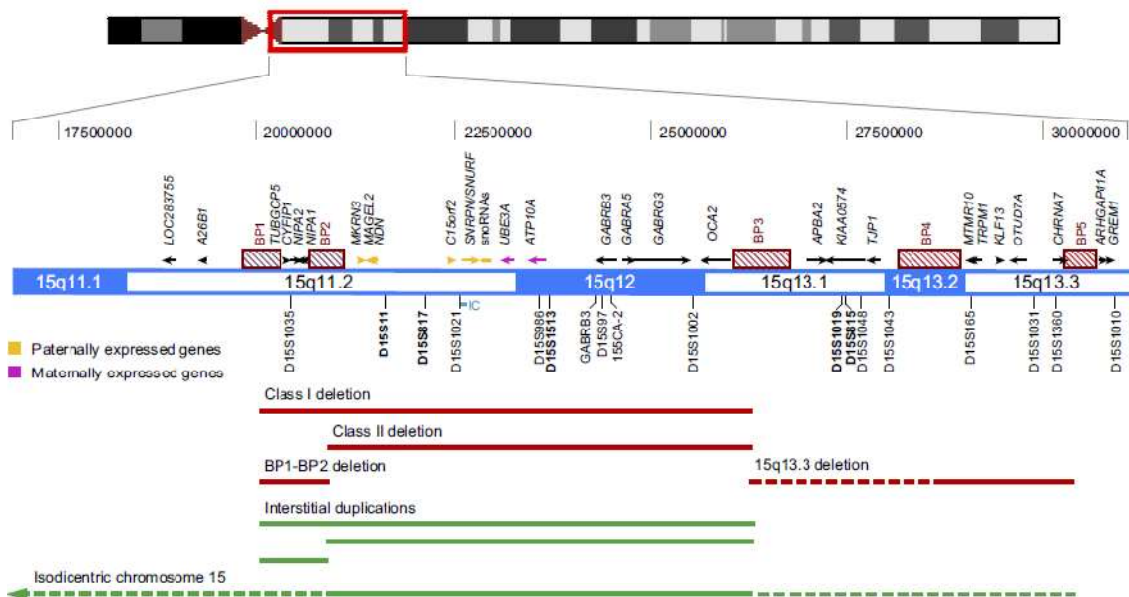 17500000 20000000 22500000 25000000 27500000 30000000
LOC283755 A26B1 BP1 TUBGCP5 CYFIP1 NIPA2 NIPA1 BP2 MKRN3 MAGEL2 NDN C15orf2 SNRPN/SNURF snoRNAs UBE3A ATP10A GABRB3 GABRA5 GABRG3 OCA2 BP3 APBA2 KIAA0574 TJP1 BP4 MTMR10 TRPM1 KLF13 OTUD7A CHRNA7 BP5 ARHGAP11A GREM1
15q11.1 15q11.2 15q12 15q13.1 15q13.2 15q13.3
IC
D15S1035 D15S11 D15S817 D15S1021 D15S986 D15S1513 GABRB3 D15S97 155CA-2 D15S1002 D15S1019 D15S815 D15S1048 D15S1043 D15S165 D15S1031 D15S1360 D15S1010
Paternally expressed genes
Maternally expressed genes
Class I deletion
Class II deletion
BP1-BP2 deletion 15q13.3 deletion
Interstitial duplications
Isodicentric chromosome 15